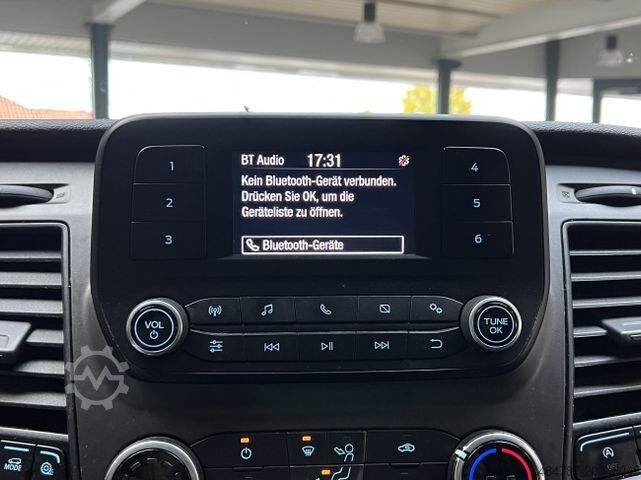 BT Audio 17:31
Kein Bluetooth-Gerät verbunden.
Drücken Sie OK, um die
Geräteliste zu öffnen.
Bluetooth-Geräte
1
2
3
4
5
6
VOL
TUNE
OK
MODE
OFF